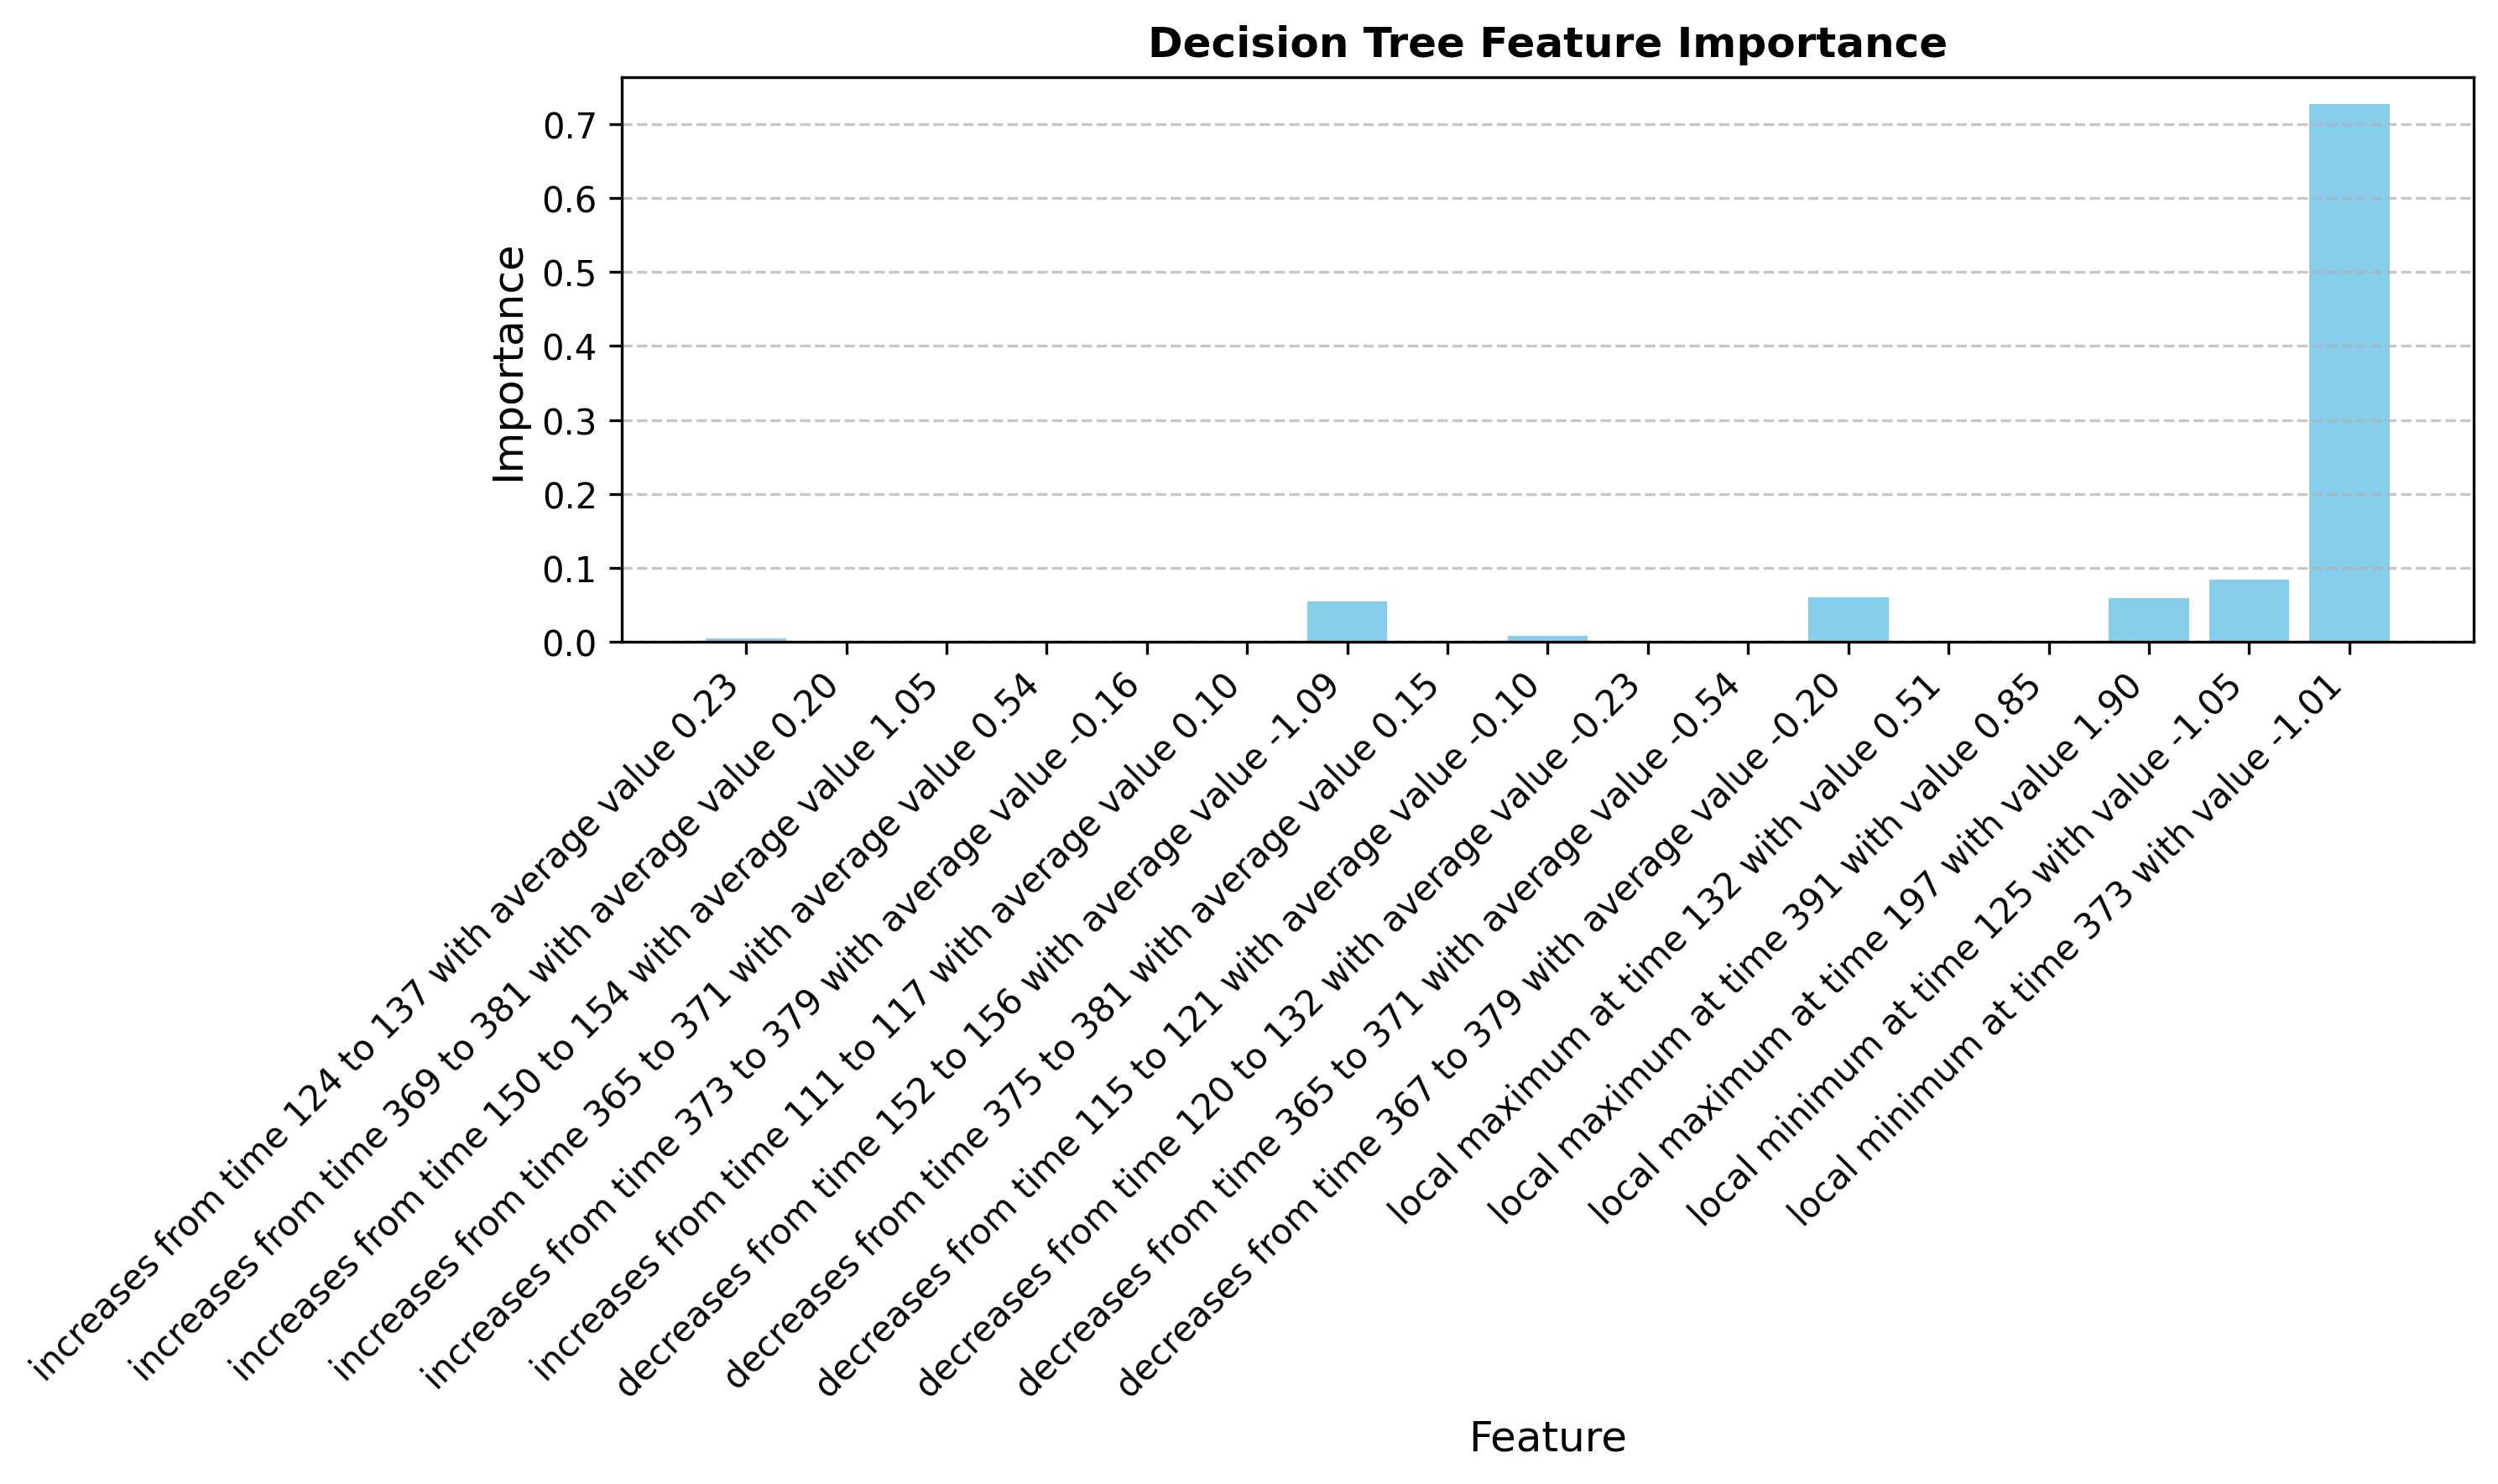 Decision Tree Feature Importance
Importance
0.7
0.6
0.5
0.4
0.3
0.2
0.1
0.0
increases from time 124 to 137 with average value 0.23
increases from time 369 to 381 with average value 0.20
increases from time 150 to 154 with average value 1.05
increases from time 365 to 371 with average value 0.54
increases from time 373 to 379 with average value -0.16
increases from time 111 to 117 with average value 0.10
decreases from time 152 to 156 with average value -1.09
decreases from time 375 to 381 with average value 0.15
decreases from time 115 to 121 with average value -0.10
decreases from time 120 to 132 with average value -0.23
decreases from time 365 to 371 with average value -0.54
decreases from time 367 to 379 with average value -0.20
local maximum at time 132 with value 0.51
local maximum at time 391 with value 0.85
local maximum at time 197 with value 1.90
local minimum at time 125 with value -1.05
local minimum at time 373 with value -1.01
Feature